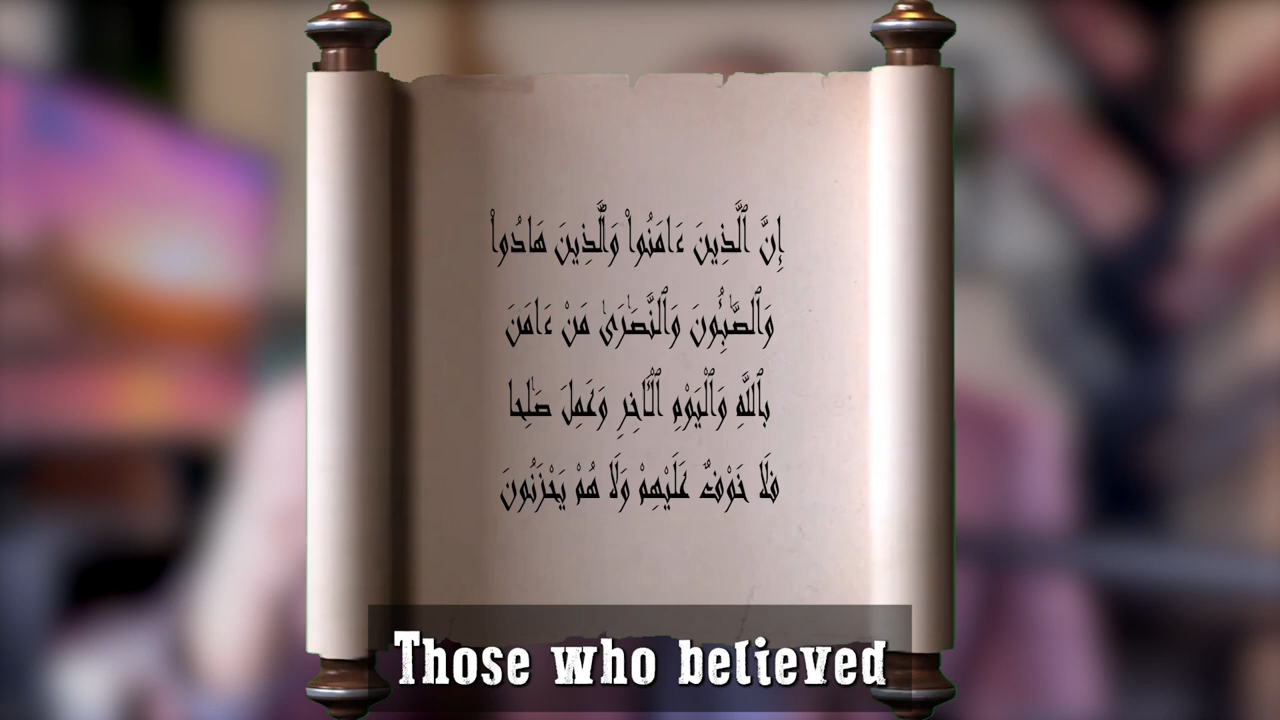 إِنَّ ٱلَّذِينَ ءَامَنُوا۟ وَٱلَّذِينَ هَادُوا۟
وَٱلصَّٰبِـُٔونَ وَٱلنَّصَٰرَىٰ مَنْ ءَامَنَ
بِٱللَّهِ وَٱلْيَوْمِ ٱلْـَٔاخِرِ وَعَمِلَ صَٰلِحا
فَلَا خَوْفٌ عَلَيْهِمْ وَلَا هُمْ يَحْزَنُونَ
Those who believed